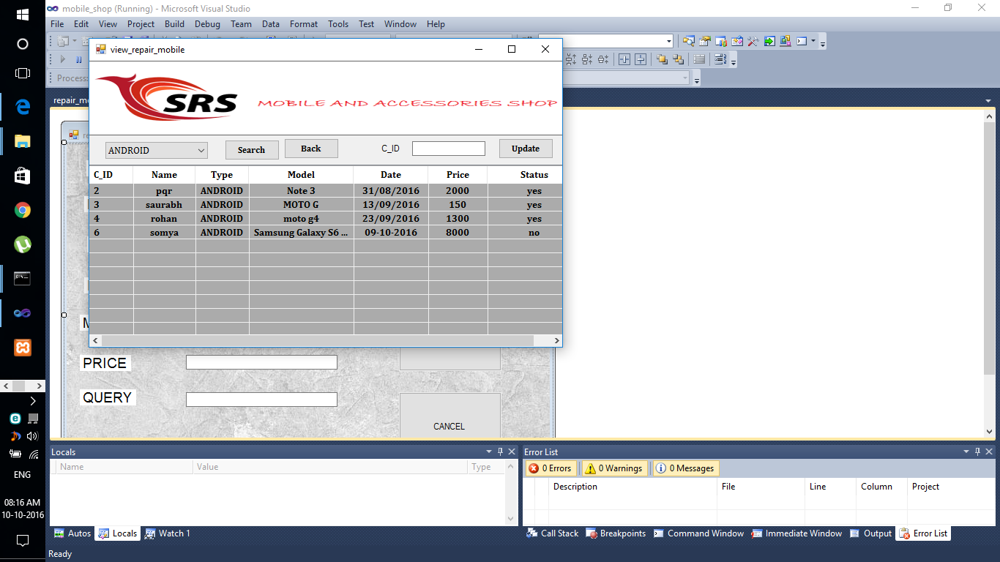 mobile_shop (Running) - Microsoft Visual Studio
File Edit View Project Build Debug Team Data Format Tools Test Window Help
view_repair_mobile
Process:
SRS MOBILE AND ACCESSORIES SHOP
repair_mo
re
ANDROID Search Back C_ID Update
C_ID Name Type Model Date Price Status
2 pqr ANDROID Note 3 31/08/2016 2000 yes
3 saurabh ANDROID MOTO G 13/09/2016 150 yes
4 rohan ANDROID moto g4 23/09/2016 1300 yes
6 somya ANDROID Samsung Galaxy S6 ... 09-10-2016 8000 no
M
PRICE
QUERY
CANCEL
Locals
Name Value Type
Autos Locals Watch 1
Error List
0 Errors 0 Warnings 0 Messages
Description File Line Column Project
Call Stack Breakpoints Command Window Immediate Window Output Error List
Ready
ENG
08:16 AM
10-10-2016